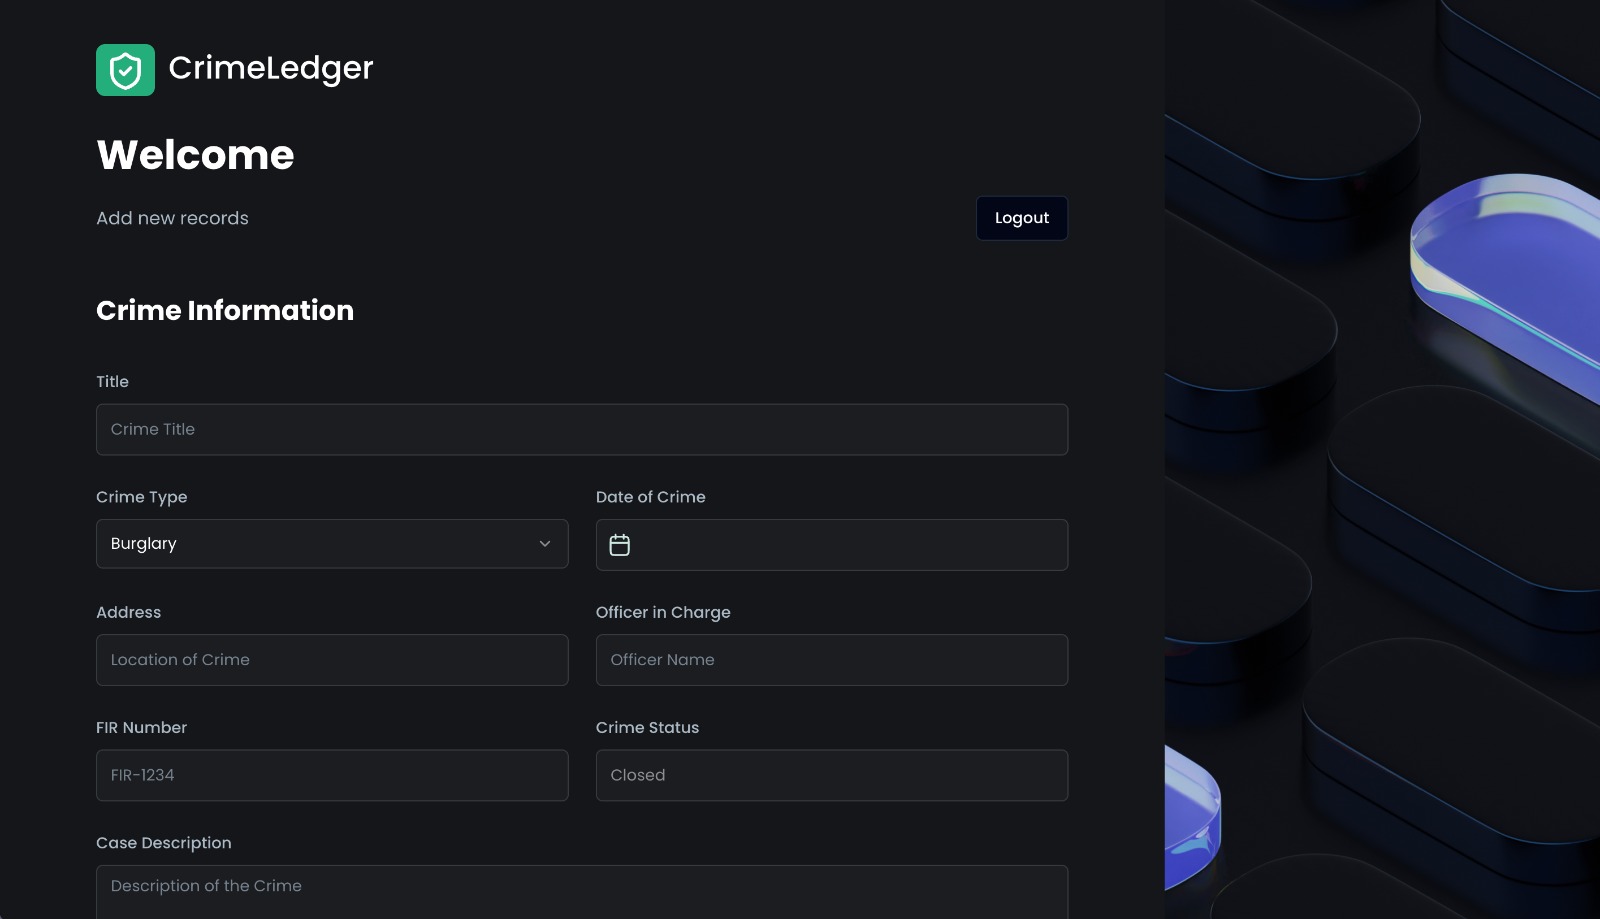 CrimeLedger
Welcome
Add new records
Logout
Crime Information
Title
Crime Title
Crime Type
Date of Crime
Burglary
Address
Officer in Charge
Location of Crime
Officer Name
FIR Number
Crime Status
FIR-1234
Closed
Case Description
Description of the Crime